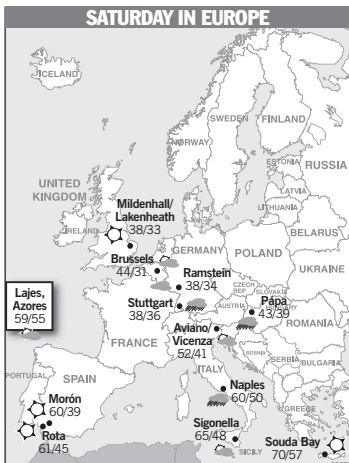 SATURDAY IN EUROPE
ICELAND
SWEDEN
FINLAND
NORWAY
ESTONIA
RUSSIA
LATVIA
LITHUANIA
UNITED
KINGDOM
Mildenhall/
Lakenheath
38/33
IRELAND
BELARUS
Brussels
44/31
GERMANY
POLAND
UKRAINE
Ramstein
38/34
Lajes,
Azores
59/55
CZECH
REP
SLOVAKIA
Stuttgart
38/36
AUSTRIA
Pápa
43/39
ROMANIA
FRANCE
Aviano/
Vicenza
52/41
BOSNIA
SERBIA
BULGARIA
ITALY
PORTUGAL
SPAIN
Morón
60/39
Naples
60/50
GREECE
Rota
61/45
Sigonella
65/48
SICILY
Souda Bay
70/57